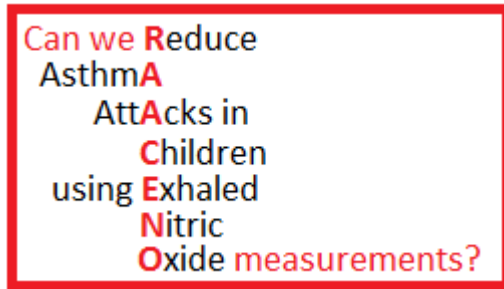 Can we Reduce
AsthmA
AttAcks in
Children
using Exhaled
Nitric
Oxide measurements?